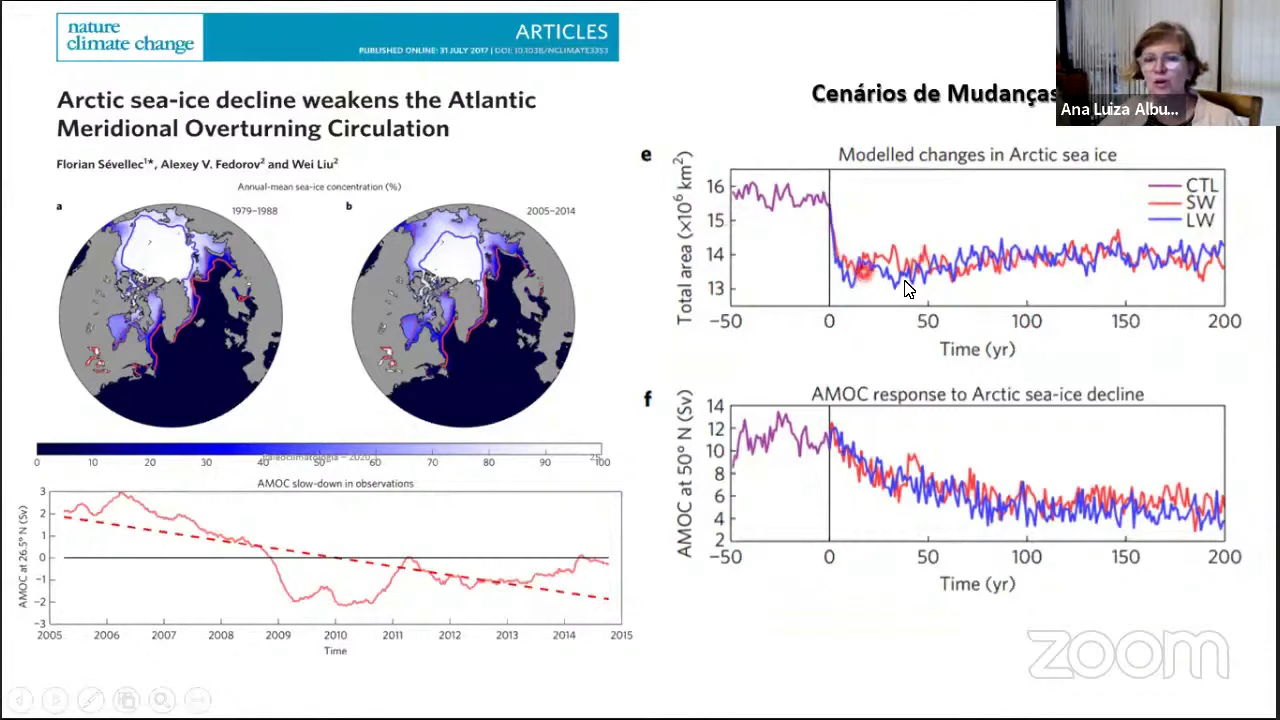 nature
climate change
ARTICLES
PUBLISHED ONLINE: 31 JULY 2017 | DOI: 10.1038/NCLIMATE3353
Arctic sea-ice decline weakens the Atlantic
Meridional Overturning Circulation
Florian Sévellec1*, Alexey V. Fedorov2 and Wei Liu2
Annual-mean sea-ice concentration (%)
a
1979–1988
b
2005–2014
0 10 20 30 40 50 60 70 80 90 100
Paleoclimatologia – 2020
25
AMOC slow-down in observations
AMOC at 26.5° N (Sv)
3
2
1
0
−1
−2
−3
2005 2006 2007 2008 2009 2010 2011 2012 2013 2014 2015
Time
Cenários de Mudanças
Ana Luiza Albu...
e
Modelled changes in Arctic sea ice
Total area (×10⁶ km²)
16
15
14
13
CTL
SW
LW
−50 0 50 100 150 200
Time (yr)
f
AMOC response to Arctic sea-ice decline
AMOC at 50° N (Sv)
14
12
10
8
6
4
2
−50 0 50 100 150 200
Time (yr)
zoom